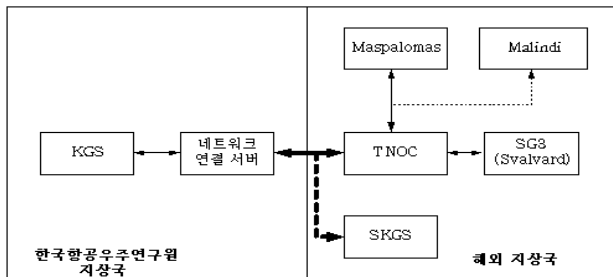 Maspalomas
Malindi
KGS
네트워크
연결 서버
TNOC
SG3
(Svalvard)
SKGS
한국항공우주연구원
지상국
해외 지상국